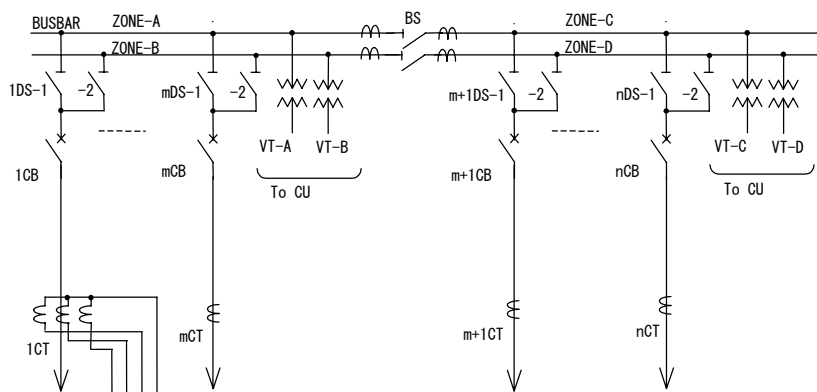 ZONE-A
BS
ZONE-C
BUSBAR
ZONE-B
ZONE-D
1DS-1
-2
mDS-1
-2
m+1DS-1
-2
nDS-1
-2
VT-A
VT-B
VT-C
VT-D
1CB
mCB
m+1CB
nCB
To CU
To CU
1CT
mCT
m+1CT
nCT